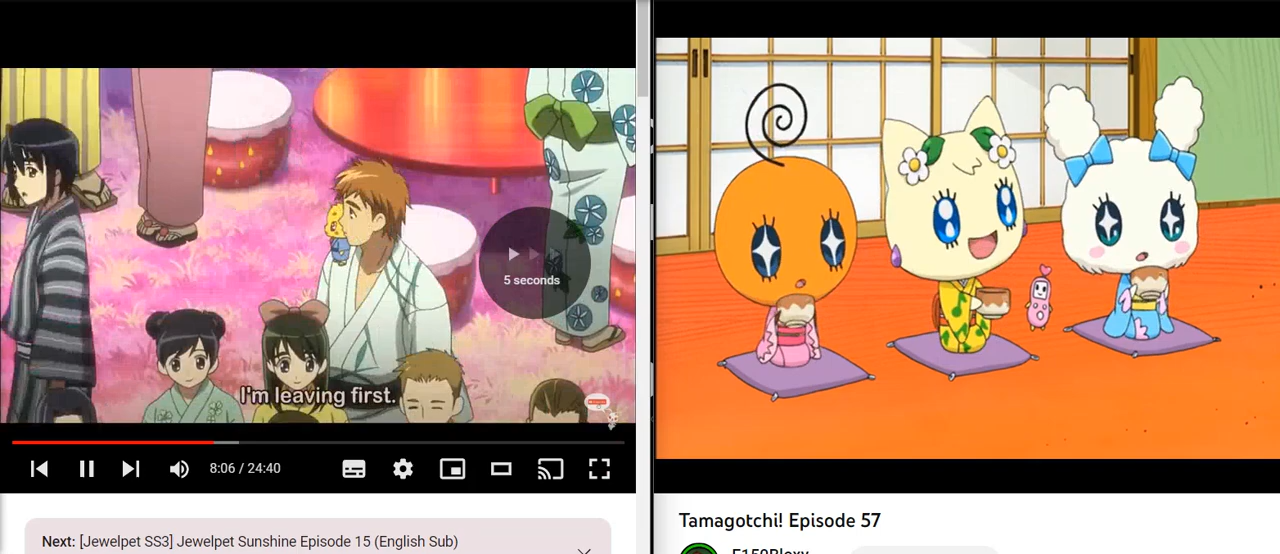 5 seconds
I'm leaving first.
8:06 / 24:40
Next: [Jewelpet SS3] Jewelpet Sunshine Episode 15 (English Sub)
Tamagotchi! Episode 57